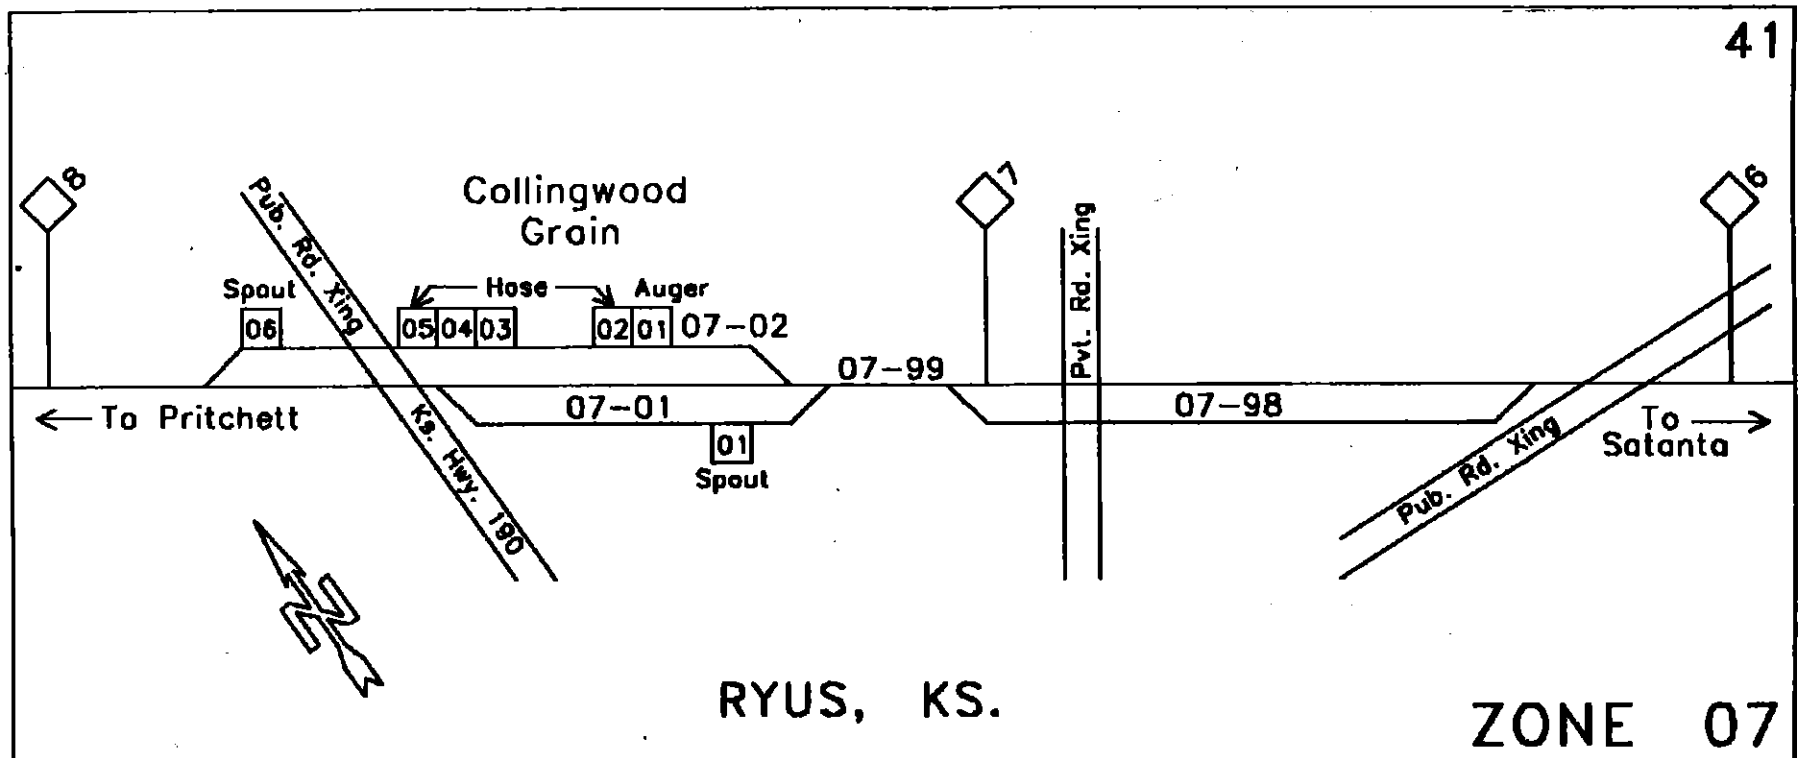 41
8
7
6
Pub. Rd. Xing
Collingwood
Grain
Pvt. Rd. Xing
Spout
Hose
Auger
06
05 04 03
02 01
07-02
07-99
07-01
07-98
← To Pritchett
Ks. Hwy. 190
01
Spout
Pub. Rd. Xing
To →
Satanta
N
RYUS, KS.
ZONE 07